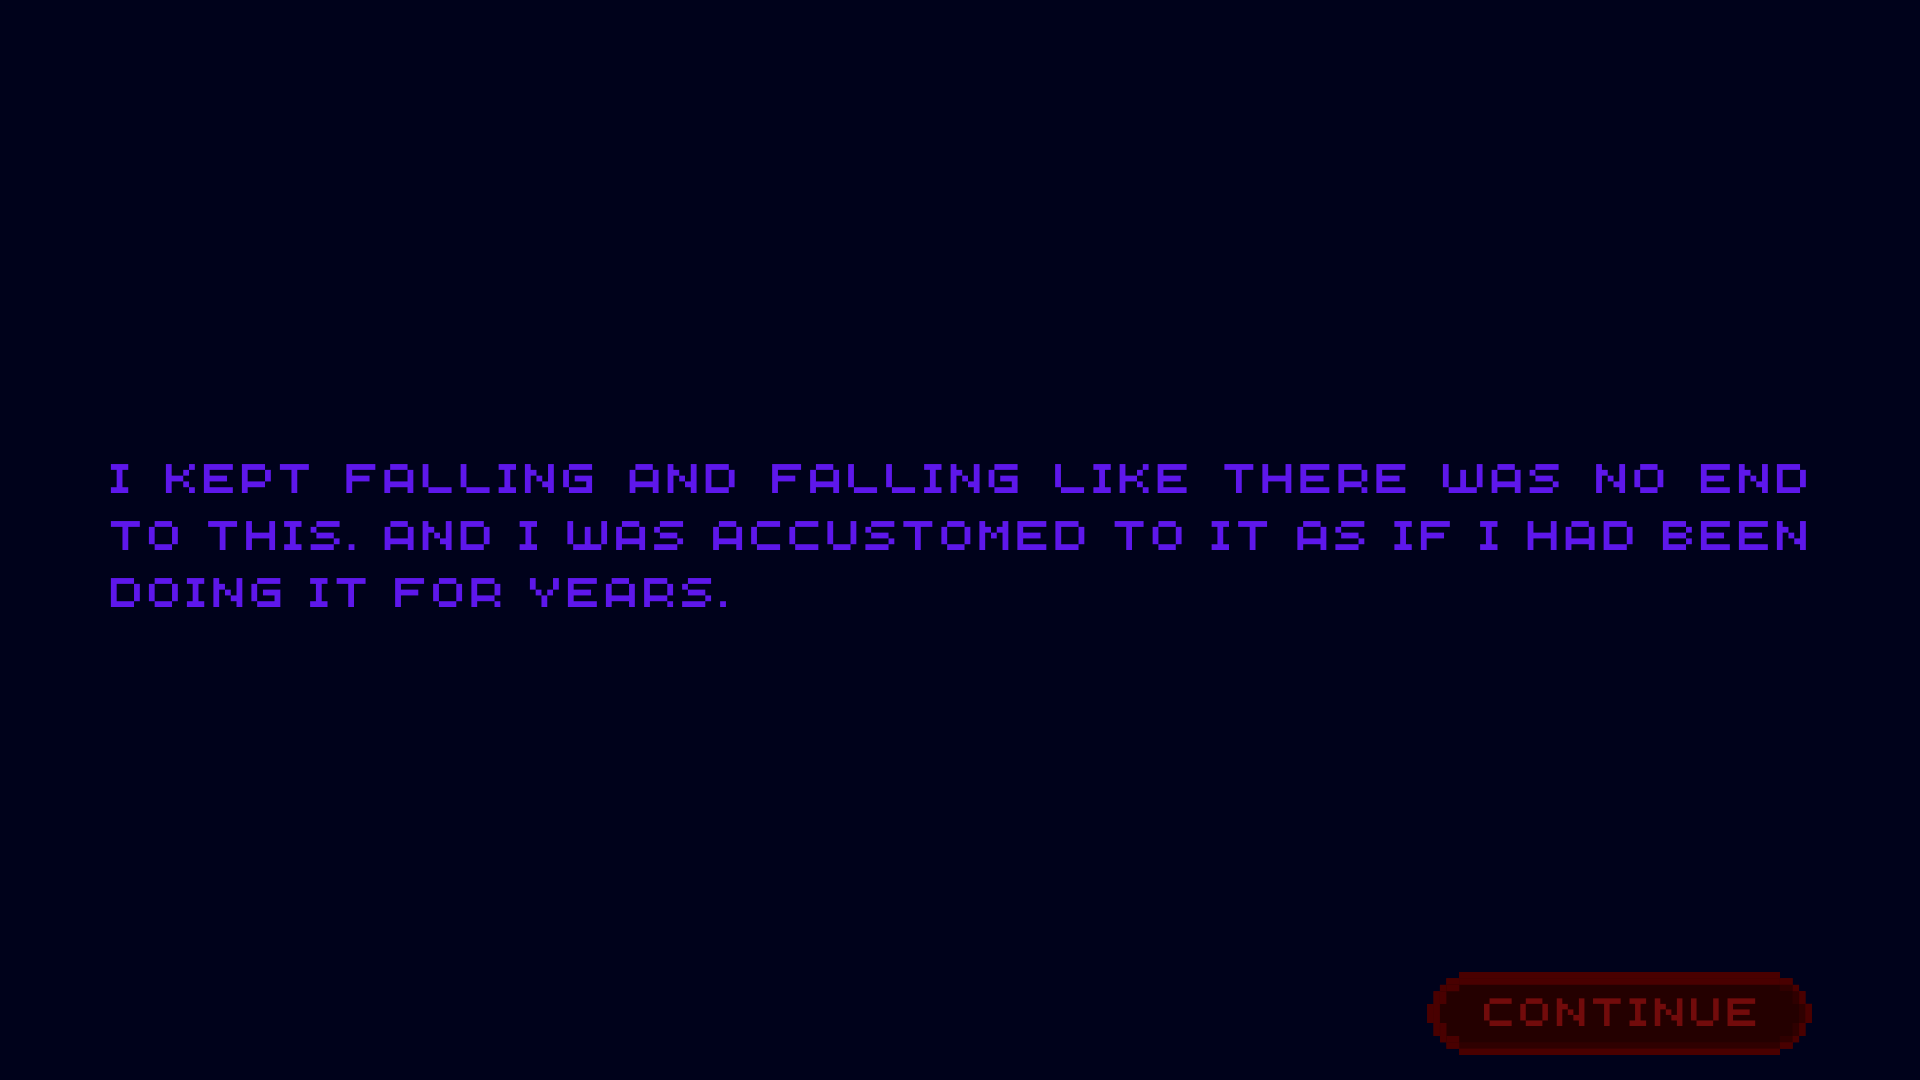 I KEPT FALLING AND FALLING LIKE THERE WAS NO END
TO THIS. AND I WAS ACCUSTOMED TO IT AS IF I HAD BEEN
DOING IT FOR YEARS.
CONTINUE